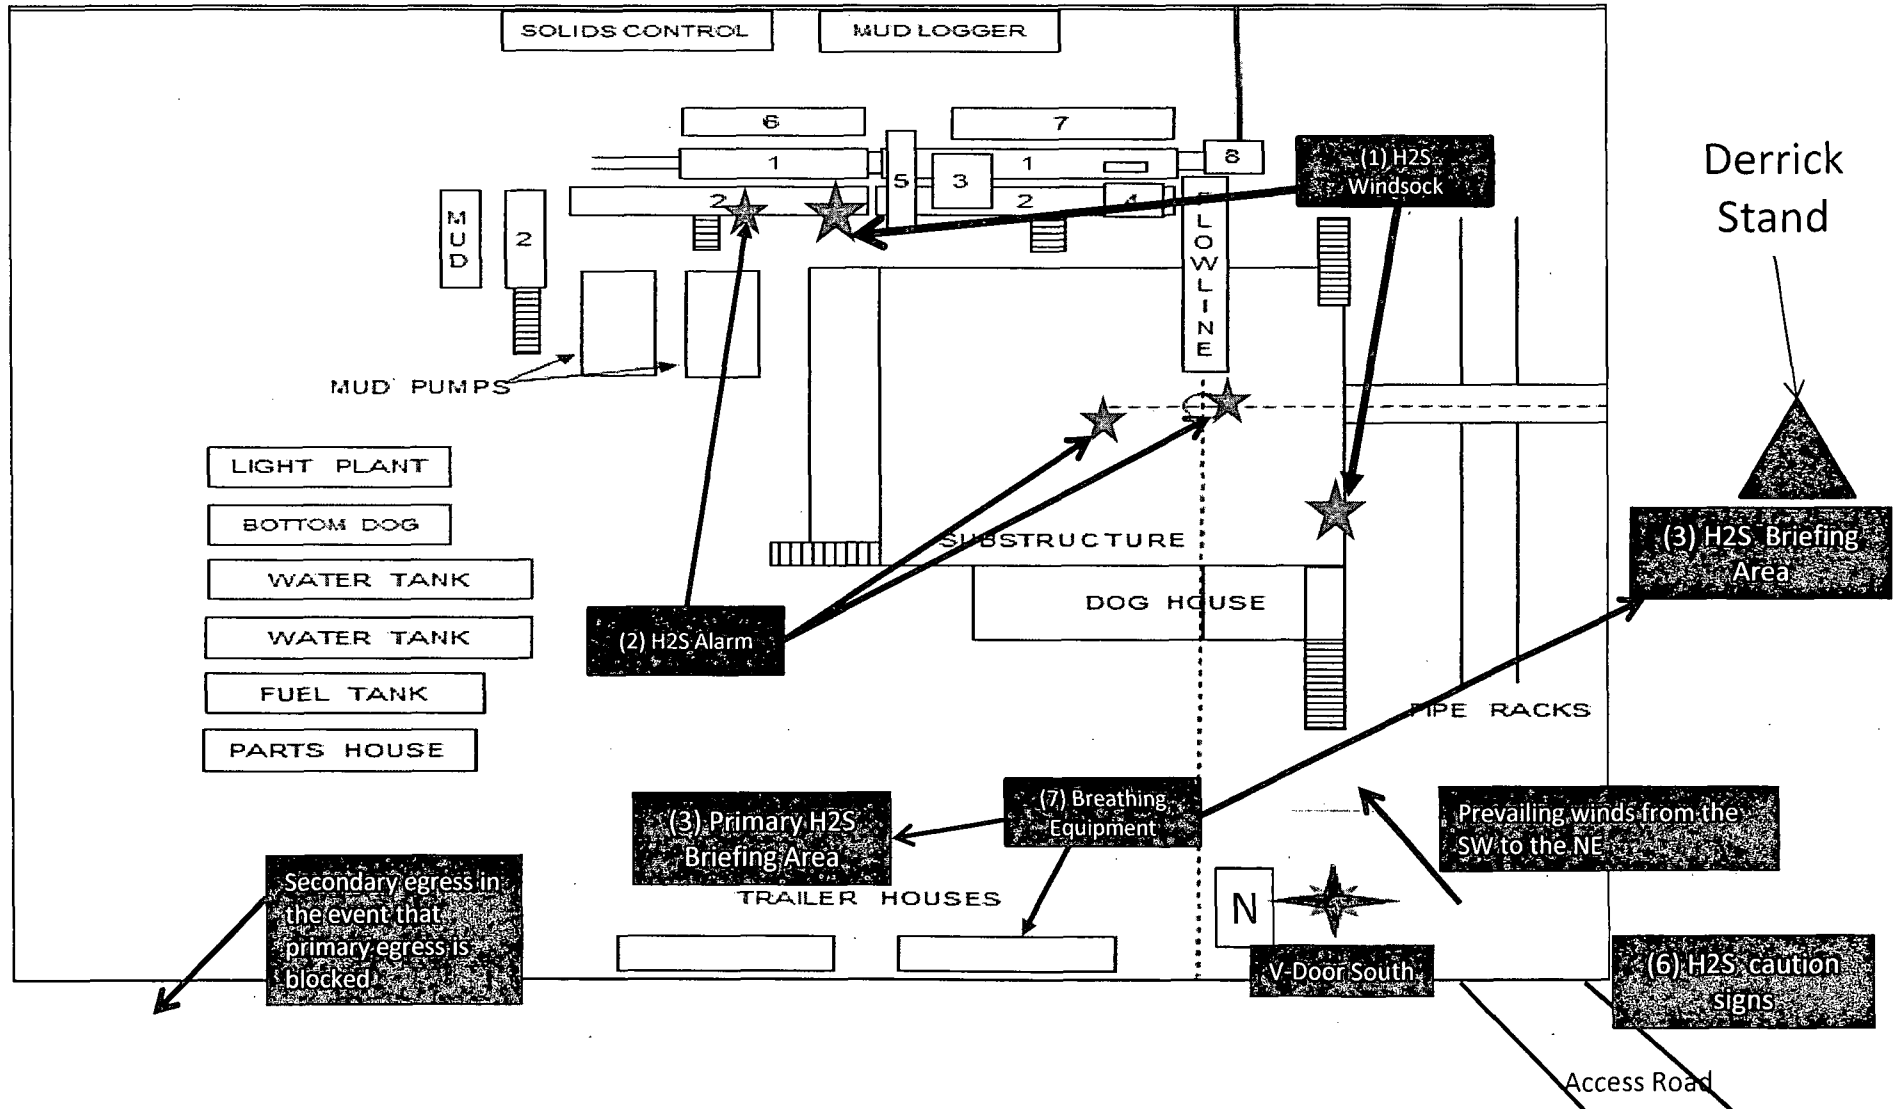 SOLIDS CONTROL
MUD LOGGER
6
7
1
1
8
5
3
2
2
4
(1) H2S
Windsock
Derrick
Stand
MUD
2
FLOWLINE
MUD PUMPS
LIGHT PLANT
BOTTOM DOG
WATER TANK
WATER TANK
FUEL TANK
PARTS HOUSE
SUBSTRUCTURE
DOG HOUSE
(2) H2S Alarm
(3) H2S Briefing
Area
PIPE RACKS
(3) Primary H2S
Briefing Area
(7) Breathing
Equipment
Prevailing winds from the
SW to the NE
TRAILER HOUSES
Secondary egress in
the event that
primary egress is
blocked
N
V-Door South
(6) H2S caution
signs
Access Road